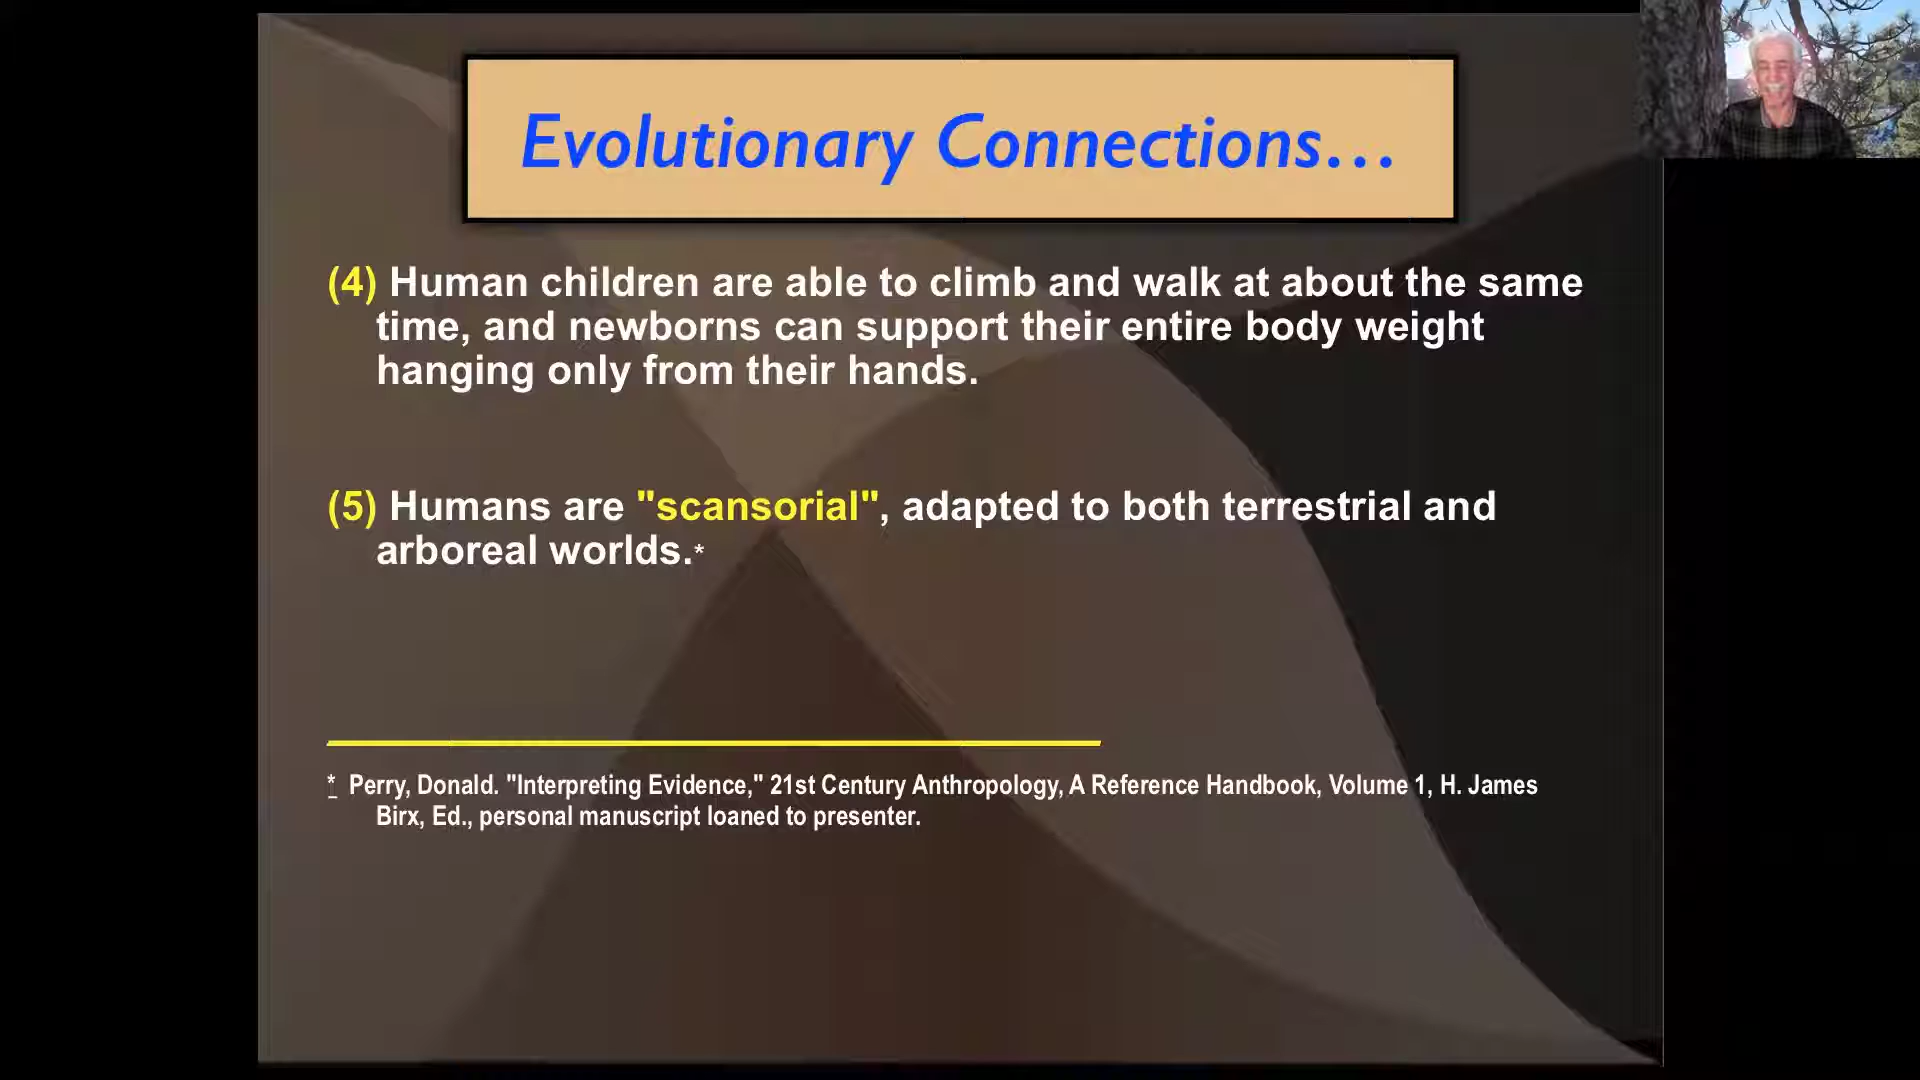 Evolutionary Connections…
(4) Human children are able to climb and walk at about the same
time, and newborns can support their entire body weight
hanging only from their hands.
(5) Humans are "scansorial", adapted to both terrestrial and
arboreal worlds.*
* Perry, Donald. "Interpreting Evidence," 21st Century Anthropology, A Reference Handbook, Volume 1, H. James
Birx, Ed., personal manuscript loaned to presenter.